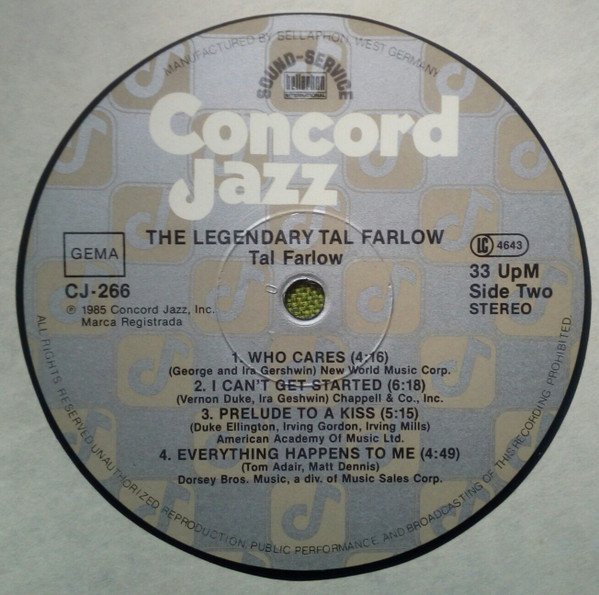 MANUFACTURED BY BELLAPHON, WEST GERMANY
SOUND-SERVICE
bellaphon
INTERNATIONAL
Concord
Jazz
THE LEGENDARY TAL FARLOW
Tal Farlow
GEMA
CJ-266
℗ 1985 Concord Jazz, Inc.
Marca Registrada
LC 4643
33 UpM
Side Two
STEREO
1. WHO CARES (4:16)
(George and Ira Gershwin) New World Music Corp.
2. I CAN'T GET STARTED (6:18)
(Vernon Duke, Ira Geshwin) Chappell & Co., Inc.
3. PRELUDE TO A KISS (5:15)
(Duke Ellington, Irving Gordon, Irving Mills)
American Academy Of Music Ltd.
4. EVERYTHING HAPPENS TO ME (4:49)
(Tom Adair, Matt Dennis)
Dorsey Bros. Music, a div. of Music Sales Corp.
ALL RIGHTS RESERVED UNAUTHORIZED REPRODUCTION, PUBLIC PERFORMANCE AND BROADCASTING OF THIS RECORDING PROHIBITED.